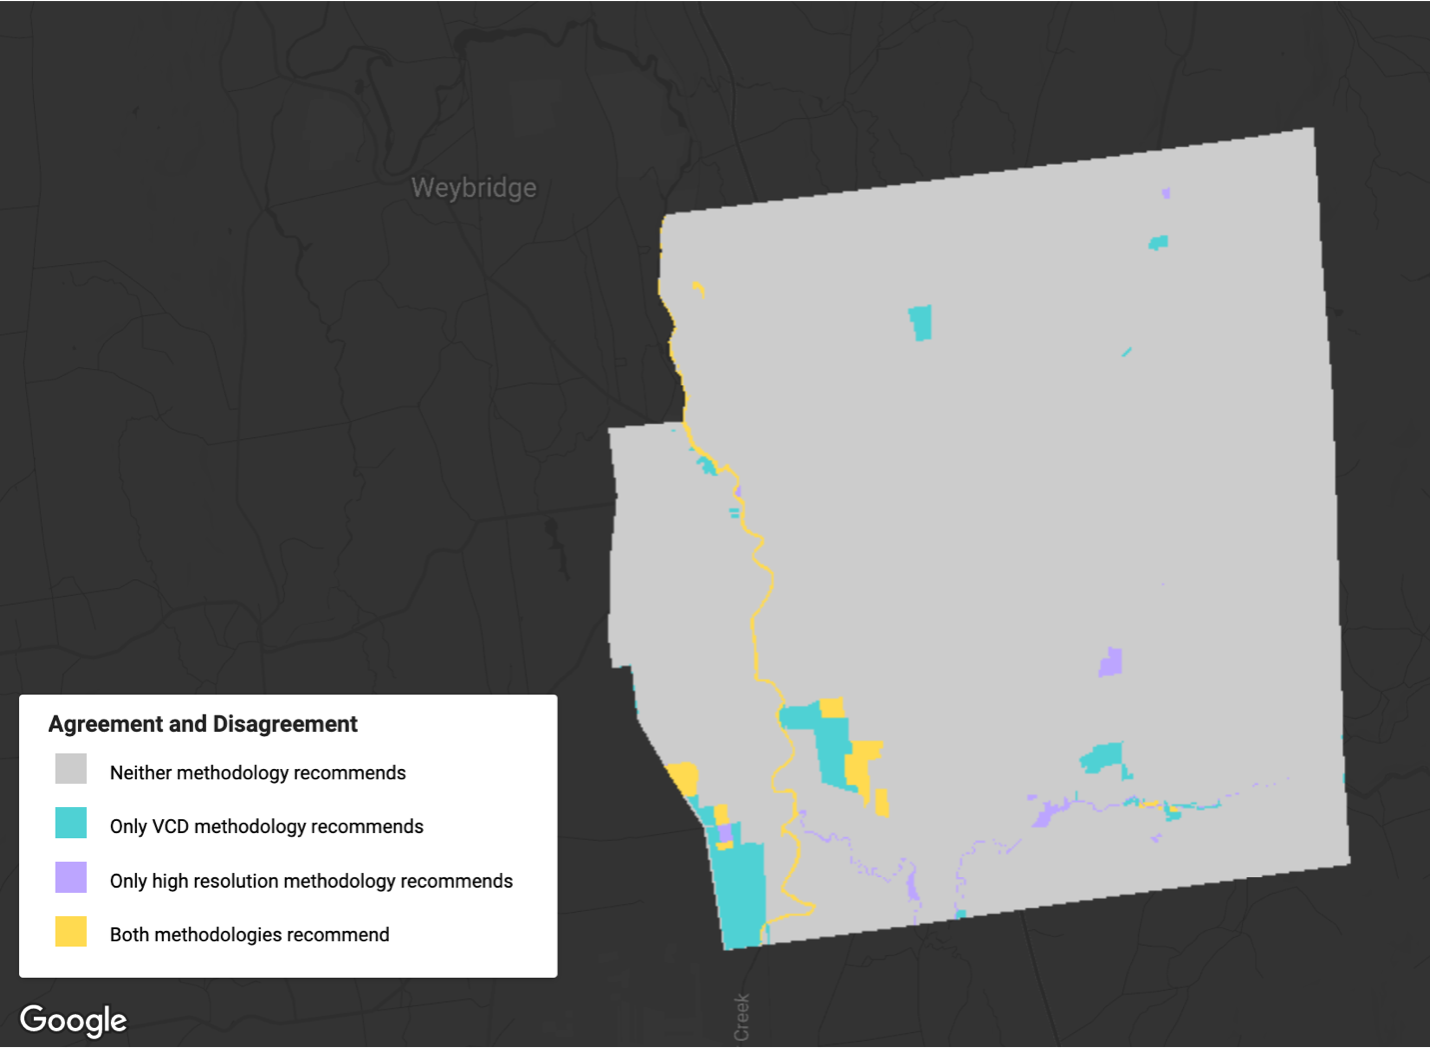 Weybridge
Agreement and Disagreement
Neither methodology recommends
Only VCD methodology recommends
Only high resolution methodology recommends
Both methodologies recommend
Google
Creek